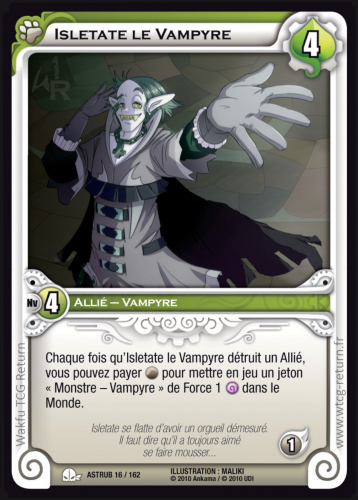 Isletate le Vampyre
4
Nv 4 Allié – Vampyre
Chaque fois qu'Isletate le Vampyre détruit un Allié,
vous pouvez payer pour mettre en jeu un jeton
« Monstre – Vampyre » de Force 1 dans le
Monde.
Isletate se flatte d'avoir un orgueil démesuré.
Il faut dire qu'il a toujours aimé
se faire mousser...
1
ASTRUB 16 / 162
ILLUSTRATION : MALIKI
© 2010 Ankama / © 2010 UDI
Wakfu TCG Return
www.wtcg-return.fr